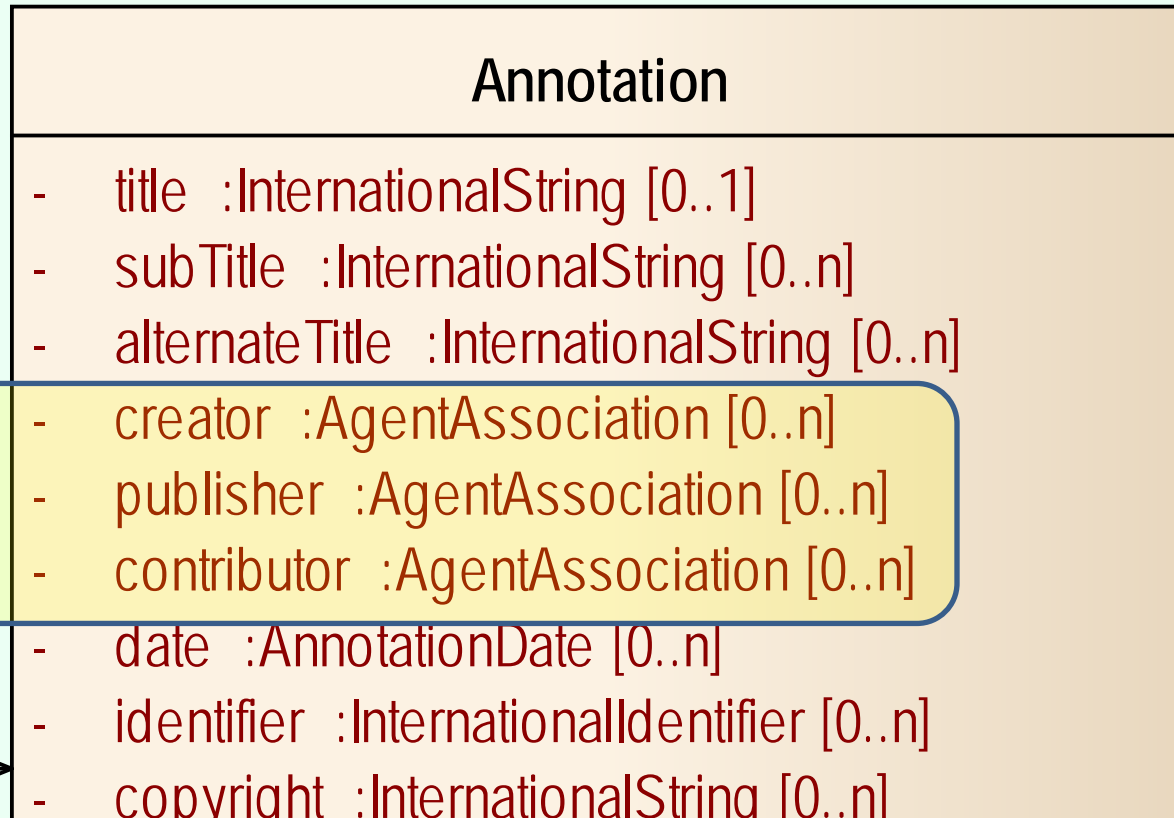 Annotation
- title :InternationalString [0..1]
- subTitle :InternationalString [0..n]
- alternateTitle :InternationalString [0..n]
- creator :AgentAssociation [0..n]
- publisher :AgentAssociation [0..n]
- contributor :AgentAssociation [0..n]
- date :AnnotationDate [0..n]
- identifier :InternationalIdentifier [0..n]
- copyright :InternationalString [0..n]